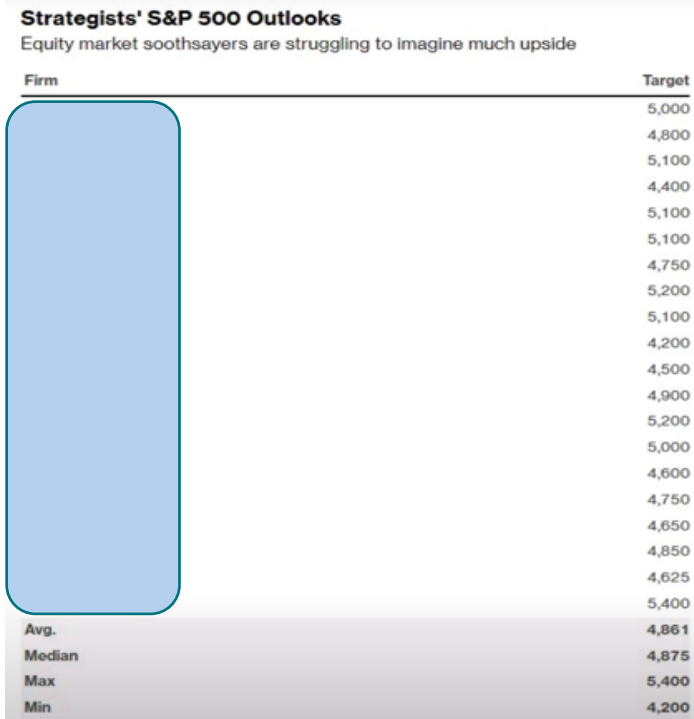 Strategists' S&P 500 Outlooks
Equity market soothsayers are struggling to imagine much upside
Firm Target
5,000
4,800
5,100
4,400
5,100
5,100
4,750
5,200
5,100
4,200
4,500
4,900
5,200
5,000
4,600
4,750
4,650
4,850
4,625
5,400
Avg. 4,861
Median 4,875
Max 5,400
Min 4,200